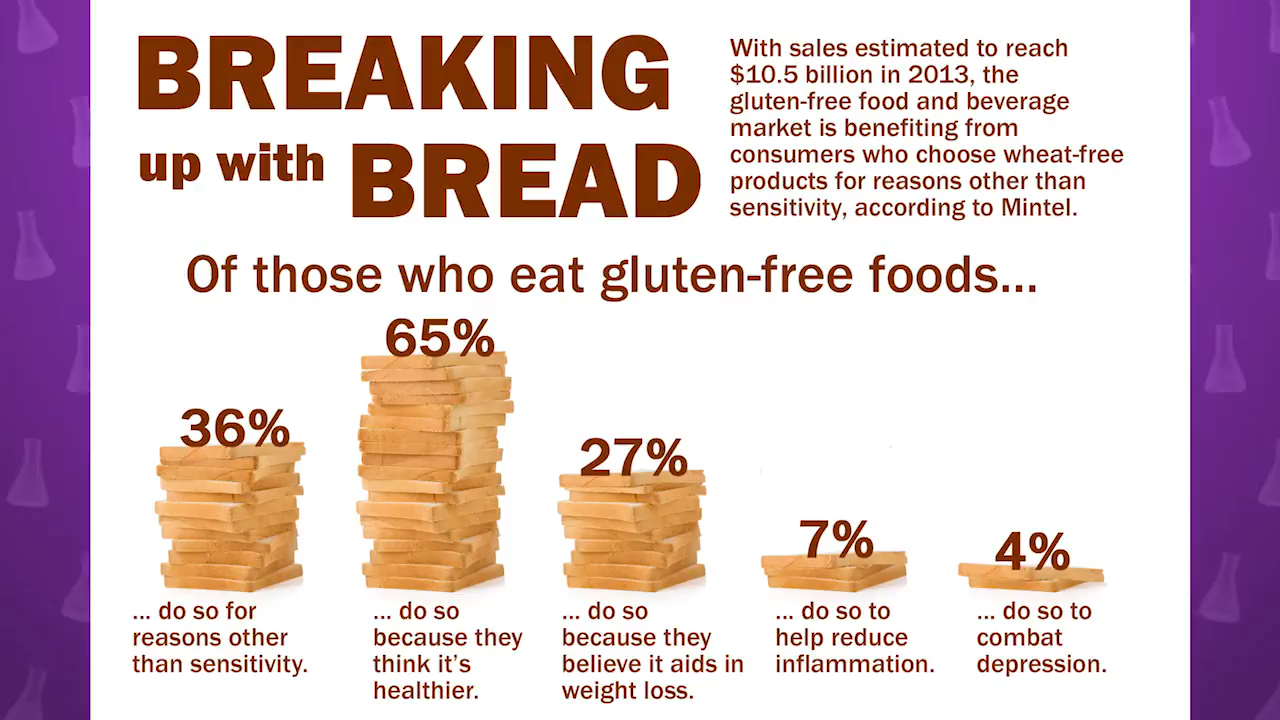 BREAKING
up with BREAD
With sales estimated to reach
$10.5 billion in 2013, the
gluten-free food and beverage
market is benefiting from
consumers who choose wheat-free
products for reasons other than
sensitivity, according to Mintel.
Of those who eat gluten-free foods...
36%
... do so for
reasons other
than sensitivity.
65%
... do so
because they
think it's
healthier.
27%
... do so
because they
believe it aids in
weight loss.
7%
... do so to
help reduce
inflammation.
4%
... do so to
combat
depression.